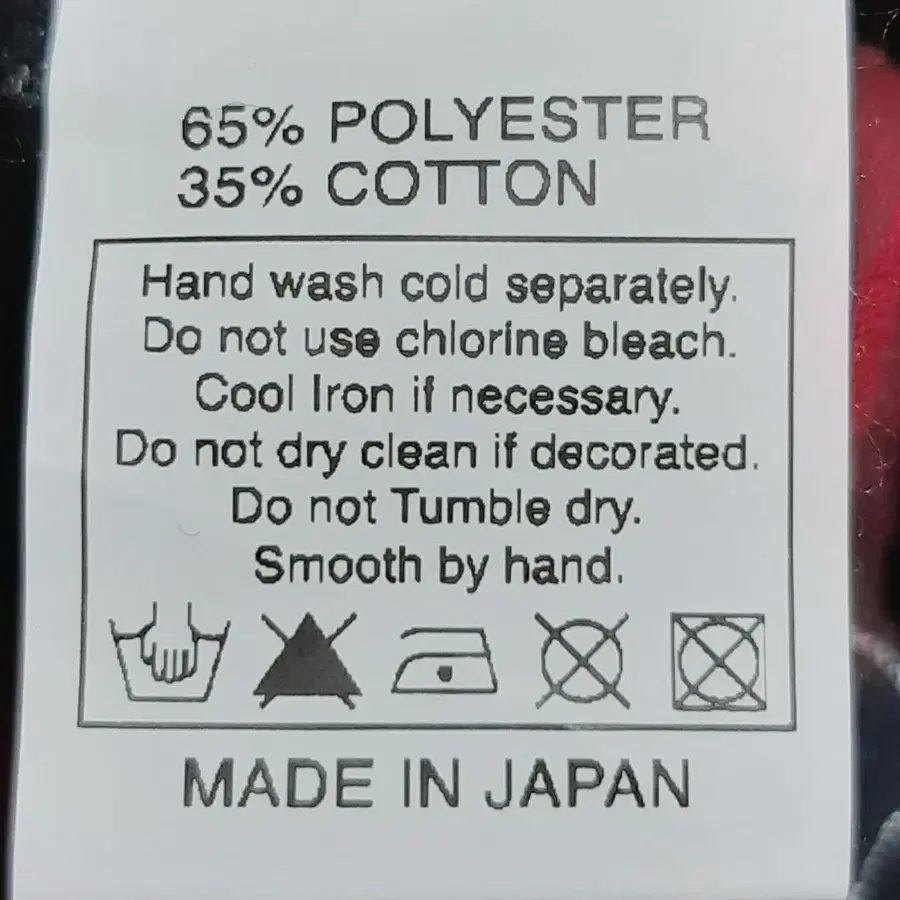 65% POLYESTER
35% COTTON
Hand wash cold separately.
Do not use chlorine bleach.
Cool Iron if necessary.
Do not dry clean if decorated.
Do not Tumble dry.
Smooth by hand.
MADE IN JAPAN